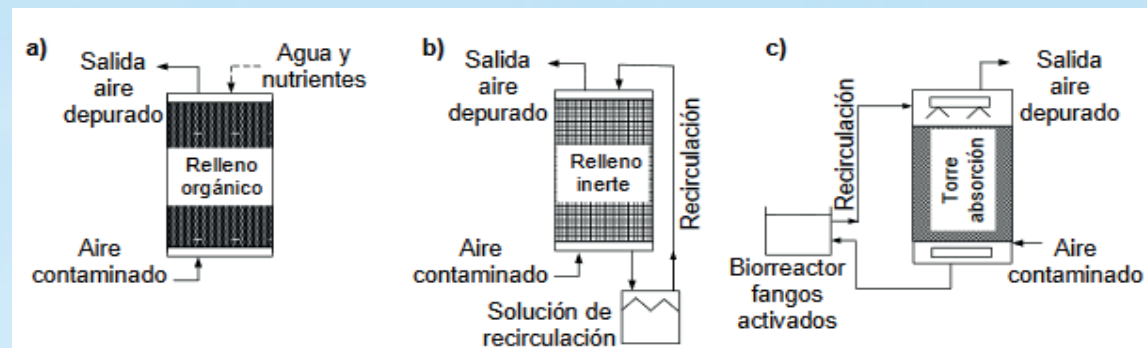 a)
Salida
aire
depurado
Agua y
nutrientes
Relleno
orgánico
Aire
contaminado
b)
Salida
aire
depurado
Relleno
inerte
Recirculación
Aire
contaminado
Solución de
recirculación
c)
Recirculación
Salida
aire
depurado
Torre
absorción
Biorreactor
fangos
activados
Aire
contaminado